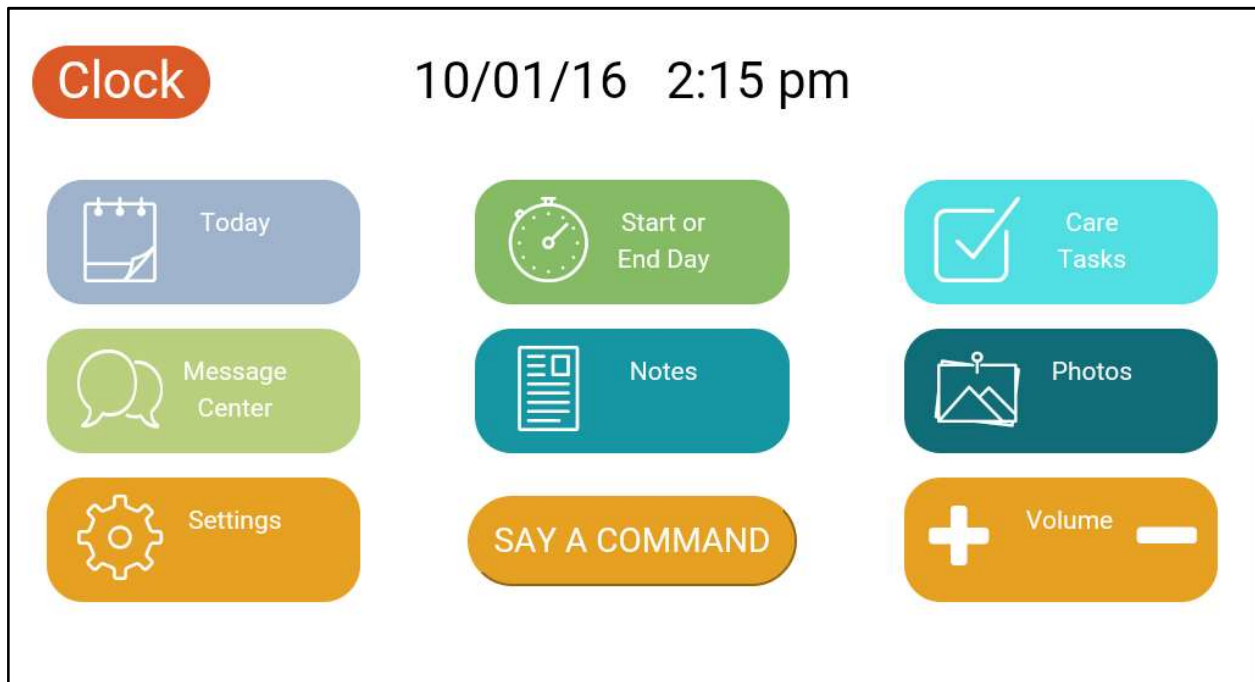 Clock
10/01/16 2:15 pm
Today
Start or
End Day
Care
Tasks
Message
Center
Notes
Photos
Settings
SAY A COMMAND
Volume